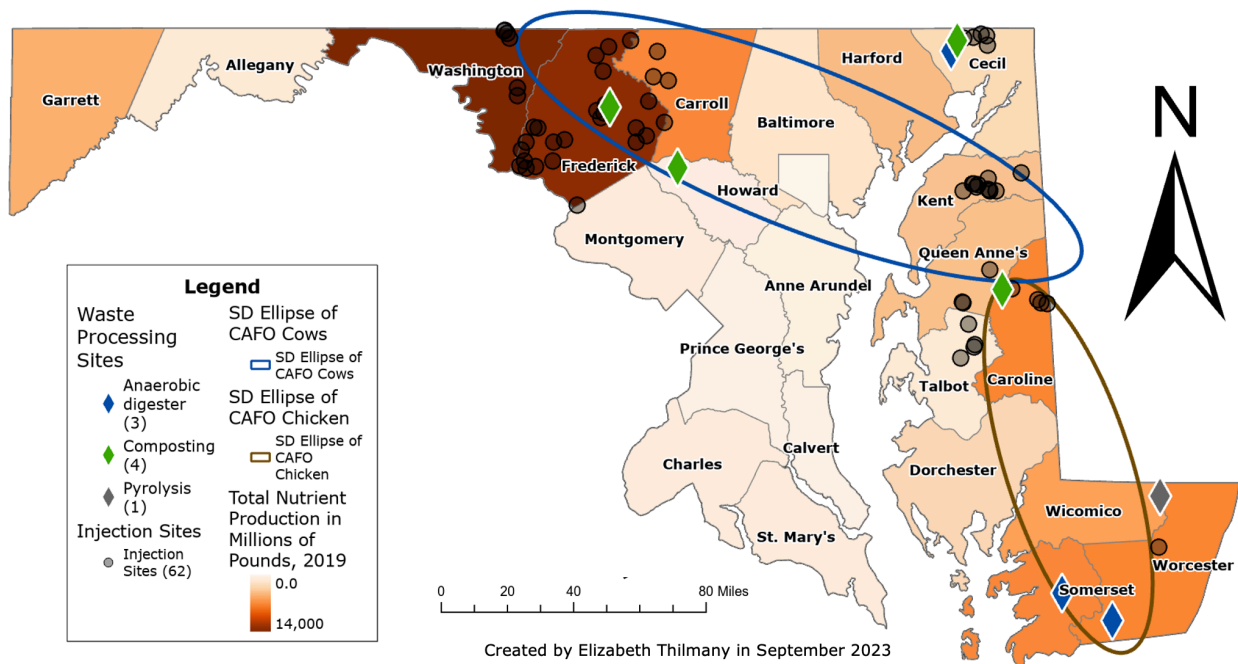 Garrett
Allegany
Washington
Frederick
Carroll
Baltimore
Harford
Cecil
Howard
Montgomery
Kent
Queen Anne's
Anne Arundel
Prince George's
Talbot
Caroline
Calvert
Charles
Dorchester
St. Mary's
Wicomico
Worcester
Somerset
N
Legend
Waste
Processing
Sites
Anaerobic
digester
(3)
Composting
(4)
Pyrolysis
(1)
Injection Sites
Injection
Sites (62)
SD Ellipse of
CAFO Cows
SD Ellipse of
CAFO Cows
SD Ellipse of
CAFO Chicken
SD Ellipse of
CAFO
Chicken
Total Nutrient
Production in
Millions of
Pounds, 2019
0.0
14,000
0 20 40 60 80 Miles
Created by Elizabeth Thilmany in September 2023